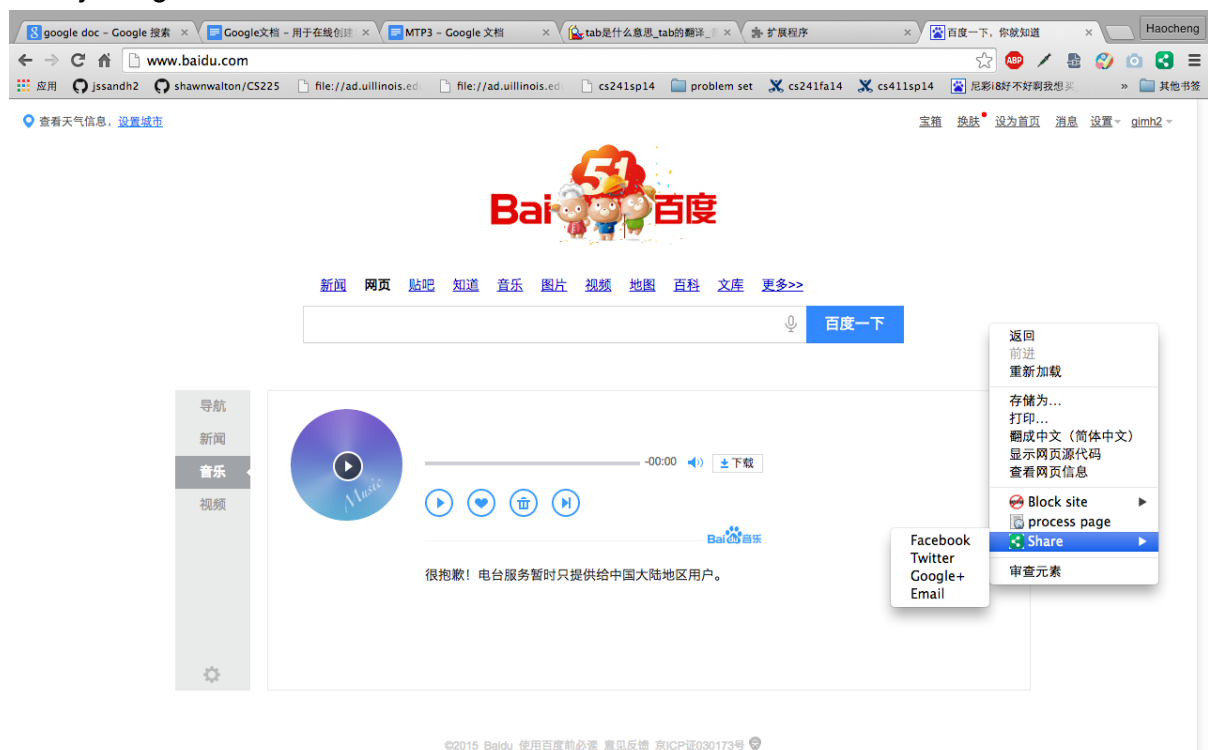 google doc - Google 搜索
Google文档 - 用于在线创建
MTP3 - Google 文档
tab是什么意思_tab的翻译_
扩展程序
百度一下，你就知道
Haocheng
www.baidu.com
ABP
应用 jssandh2 shawnwalton/CS225 file://ad.uillinois.ed file://ad.uillinois.ed cs241sp14 problem set cs241fa14 cs411sp14 尼彩i8好不好啊我想买 » 其他书签
查看天气信息，设置城市
宝箱 换肤 设为首页 消息 设置 gimh2
51
Bai 百度
新闻 网页 贴吧 知道 音乐 图片 视频 地图 百科 文库 更多>>
百度一下
导航
新闻
音乐
视频
Music
-00:00 下载
Bai du 音乐
很抱歉！电台服务暂时只提供给中国大陆地区用户。
返回
前进
重新加载
存储为...
打印...
翻成中文（简体中文）
显示网页源代码
查看网页信息
Block site
process page
Share
审查元素
Facebook
Twitter
Google+
Email
©2015 Baidu 使用百度前必读 意见反馈 京ICP证030173号